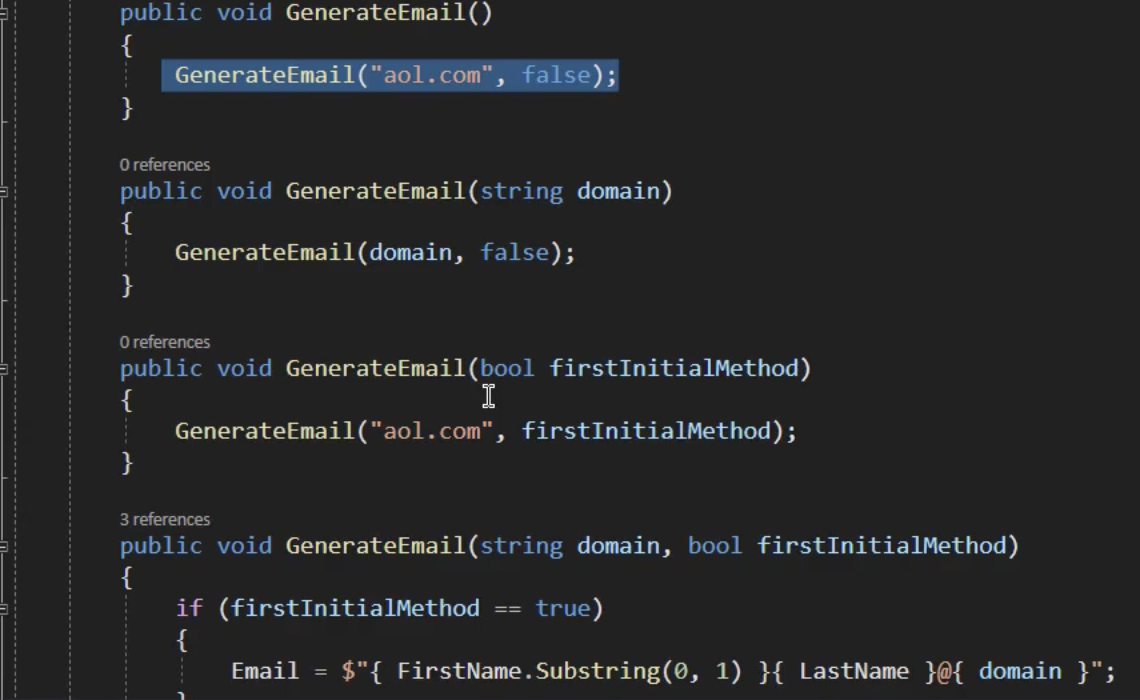 public void GenerateEmail()
{
GenerateEmail("aol.com", false);
}
0 references
public void GenerateEmail(string domain)
{
GenerateEmail(domain, false);
}
0 references
public void GenerateEmail(bool firstInitialMethod)
{
GenerateEmail("aol.com", firstInitialMethod);
}
3 references
public void GenerateEmail(string domain, bool firstInitialMethod)
{
if (firstInitialMethod == true)
{
Email = $"{ FirstName.Substring(0, 1) }{ LastName }@{ domain }";
}